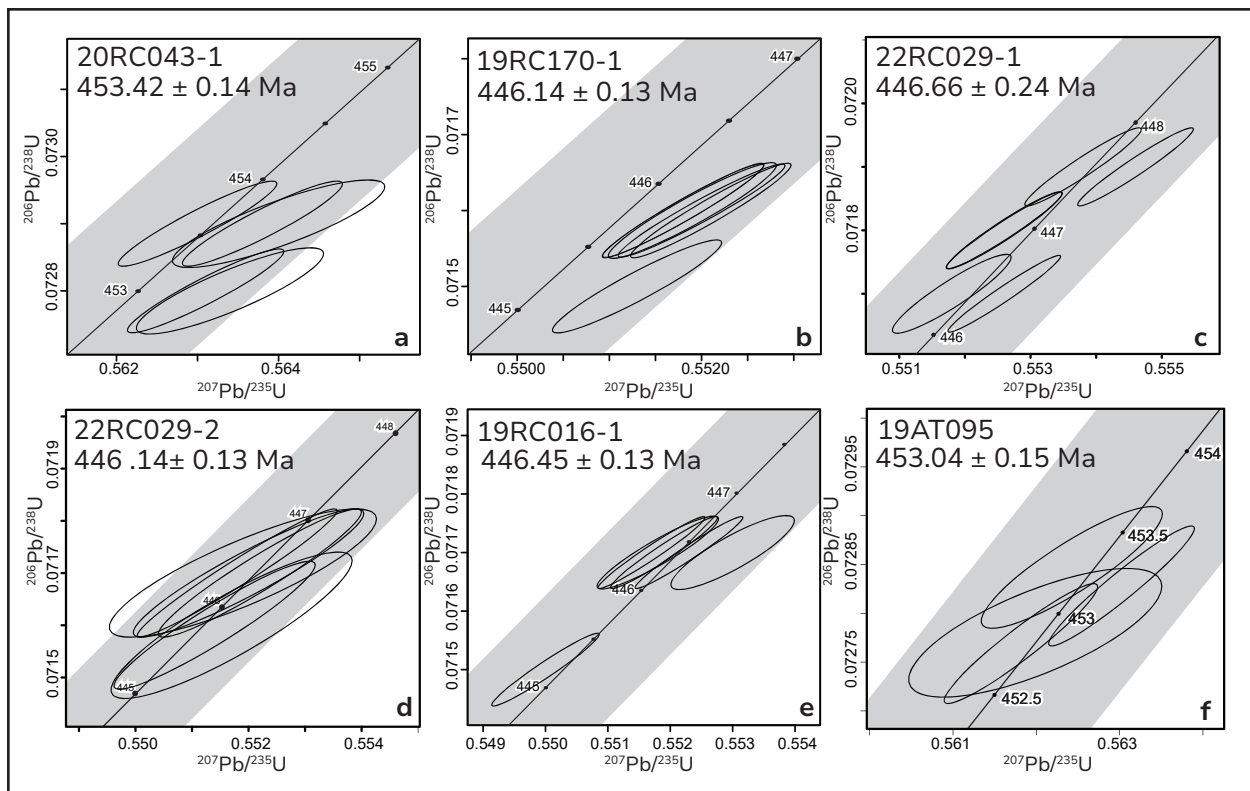 20RC043-1
453.42 ± 0.14 Ma
455
454
453
0.0730
0.0728
206Pb/238U
0.562
0.564
207Pb/235U
a
19RC170-1
446.14 ± 0.13 Ma
447
446
445
0.0717
0.0715
206Pb/238U
0.5500
0.5520
207Pb/235U
b
22RC029-1
446.66 ± 0.24 Ma
448
447
446
0.0720
0.0718
206Pb/238U
0.551
0.553
0.555
207Pb/235U
c
22RC029-2
446 .14± 0.13 Ma
448
447
446
445
0.0719
0.0717
0.0715
206Pb/238U
0.550
0.552
0.554
207Pb/235U
d
19RC016-1
446.45 ± 0.13 Ma
447
446
445
0.0719
0.0718
0.0717
0.0716
0.0715
206Pb/238U
0.549
0.550
0.551
0.552
0.553
0.554
207Pb/235U
e
19AT095
453.04 ± 0.15 Ma
454
453.5
453
452.5
0.07295
0.07285
0.07275
206Pb/238U
0.561
0.563
207Pb/235U
f